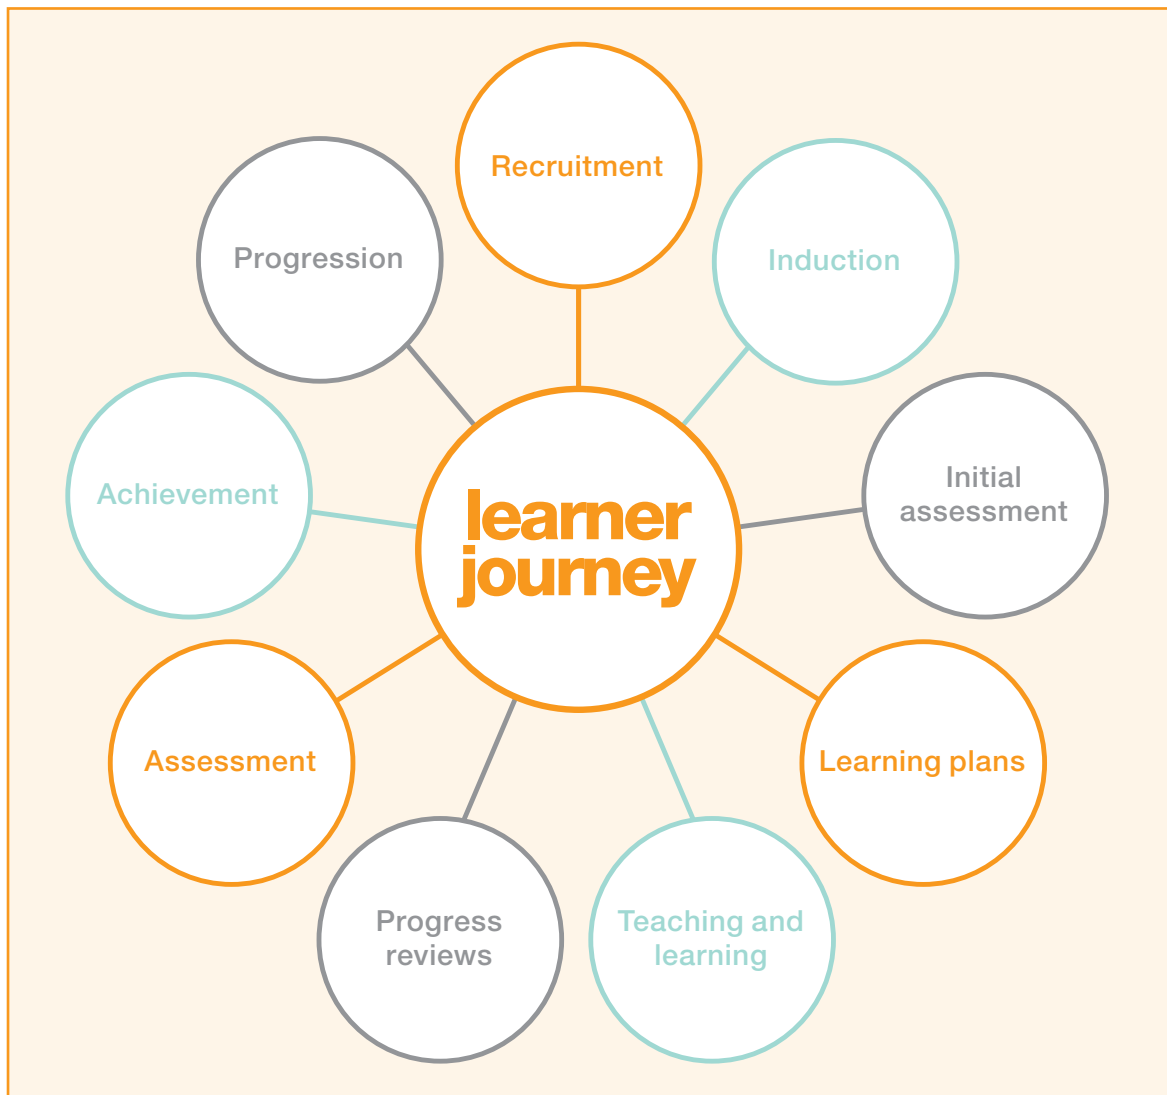 Recruitment
Induction
Initial
assessment
Learning plans
Teaching and
learning
Progress
reviews
Assessment
Achievement
Progression
learner
journey